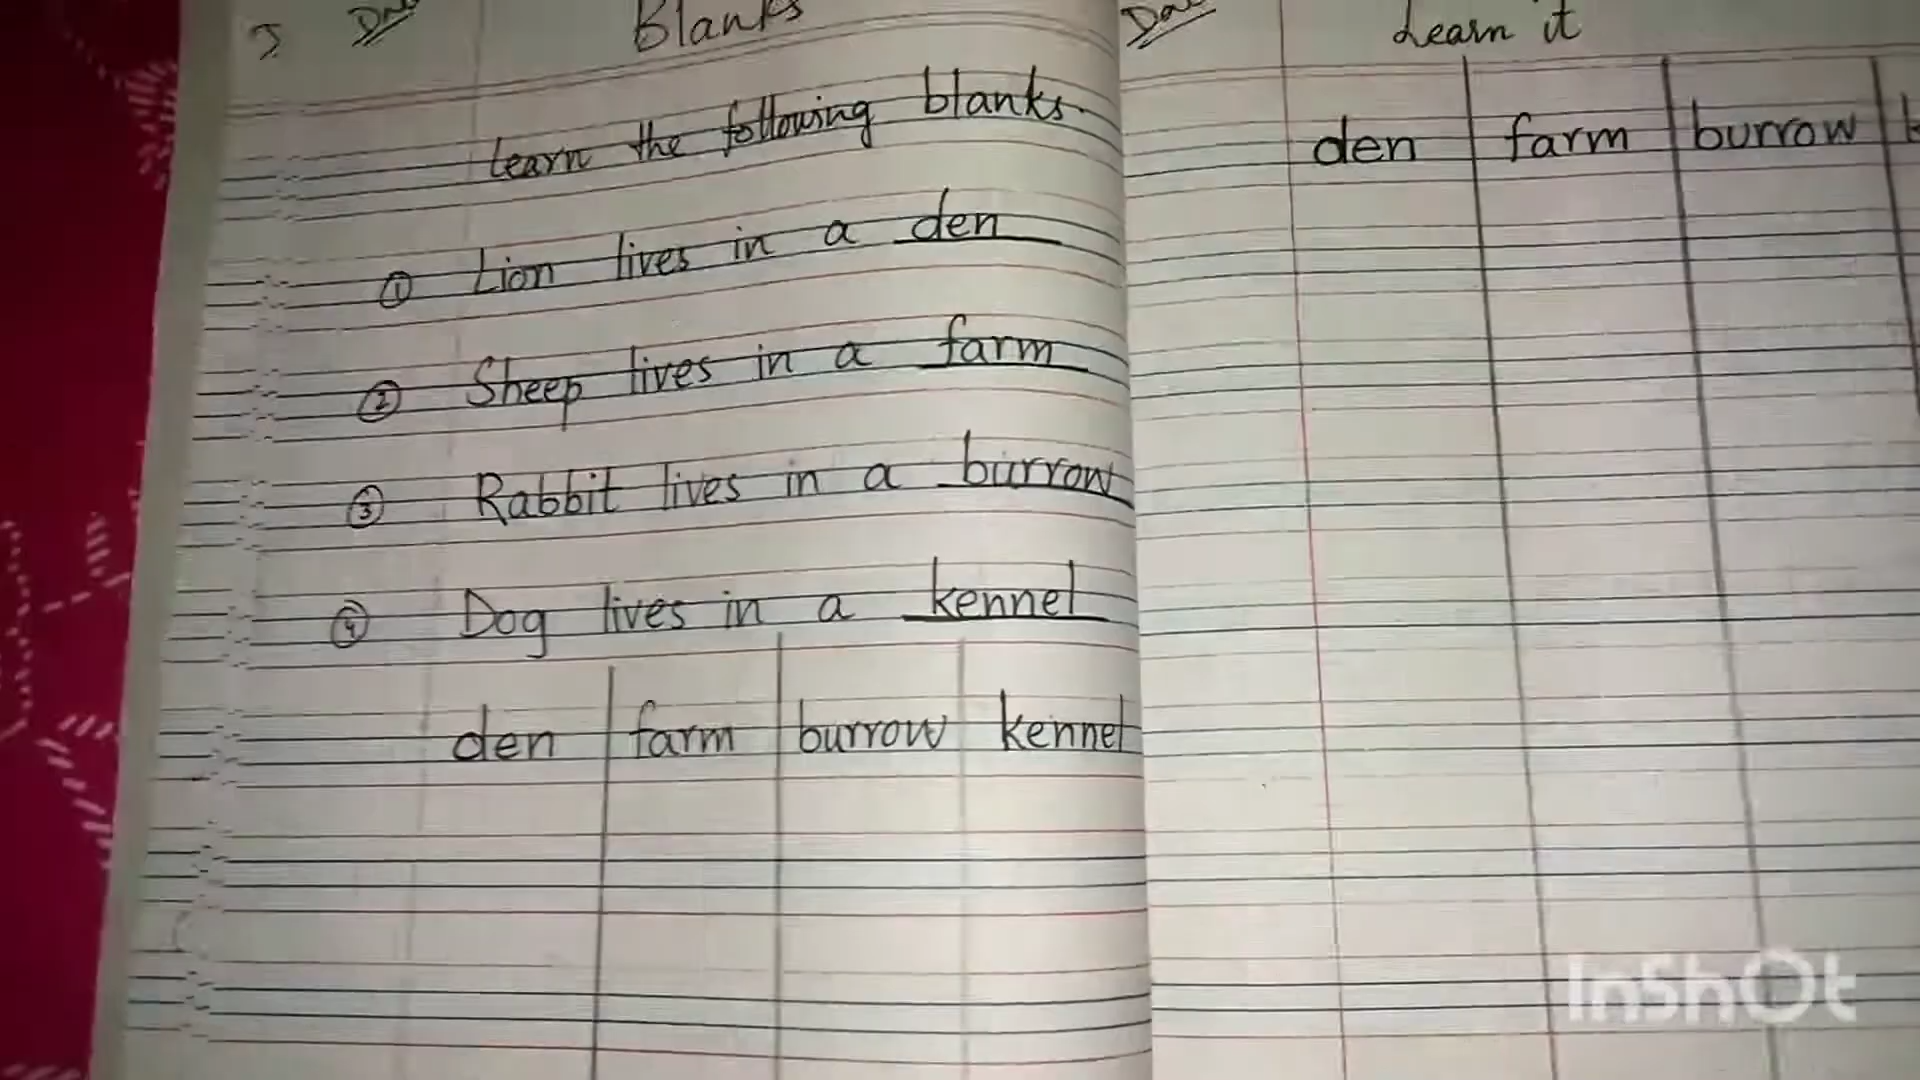 Blanks
Learn the following blanks.
① Lion lives in a den
② Sheep lives in a farm
③ Rabbit lives in a burrow
④ Dog lives in a kennel
den farm burrow kennel
Learn it
den farm burrow
InShOt